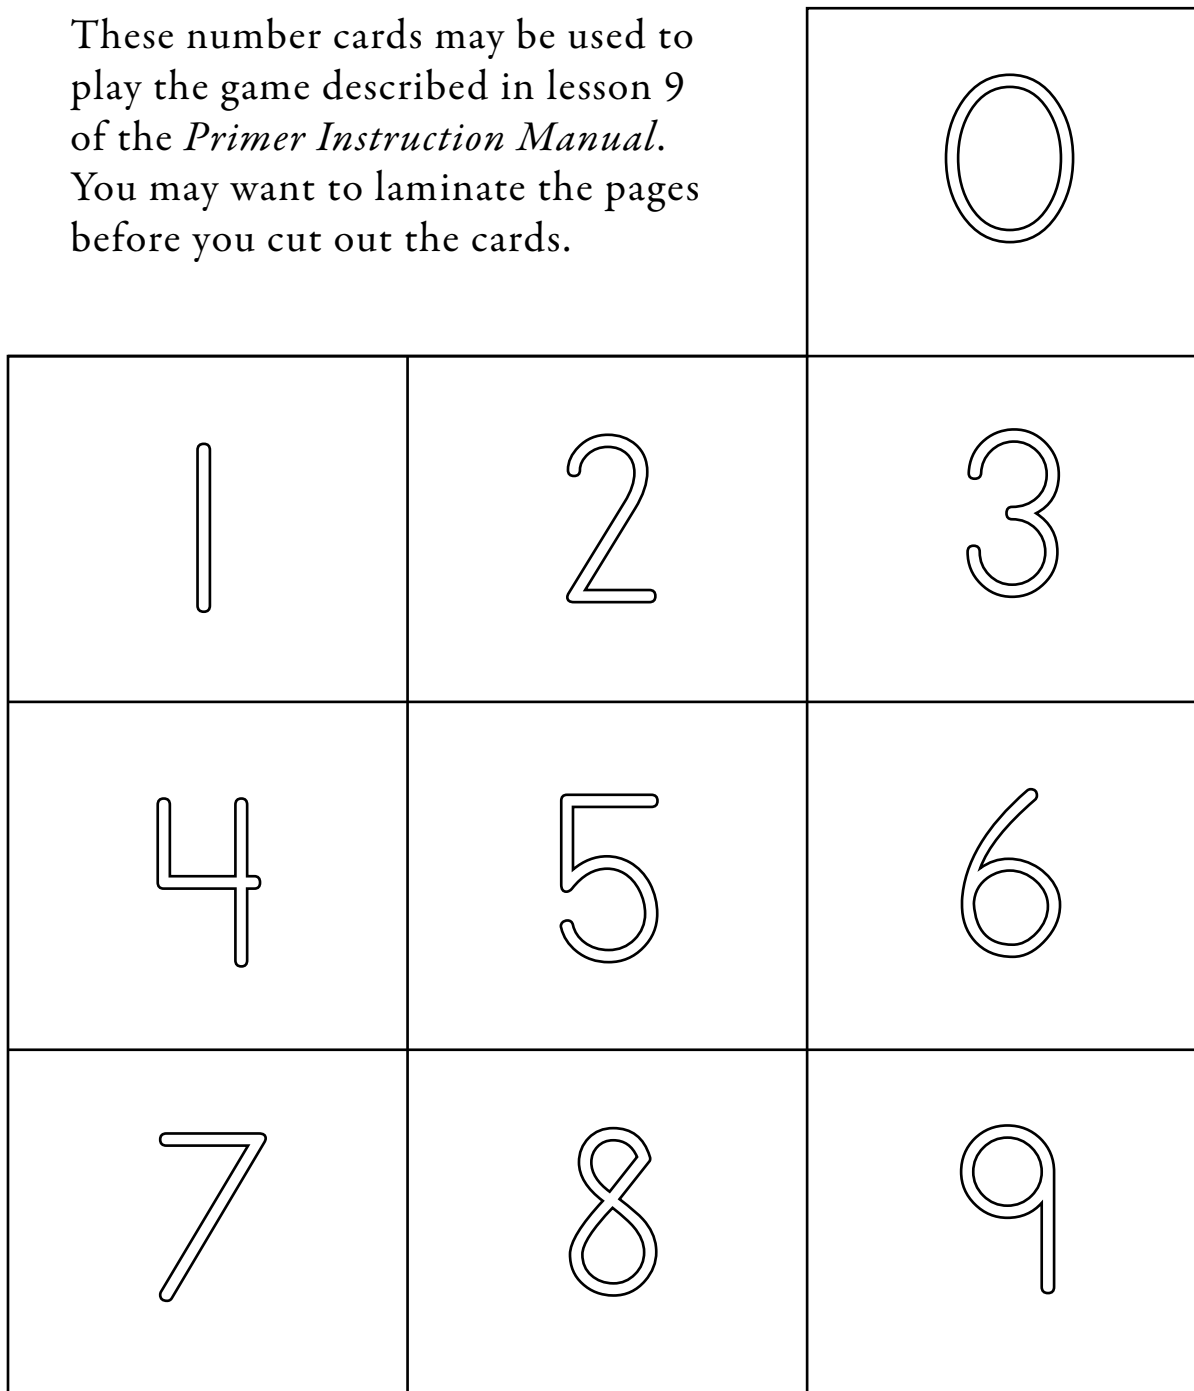 These number cards may be used to
play the game described in lesson 9
of the Primer Instruction Manual.
You may want to laminate the pages
before you cut out the cards.
0
1 2 3
4 5 6
7 8 9